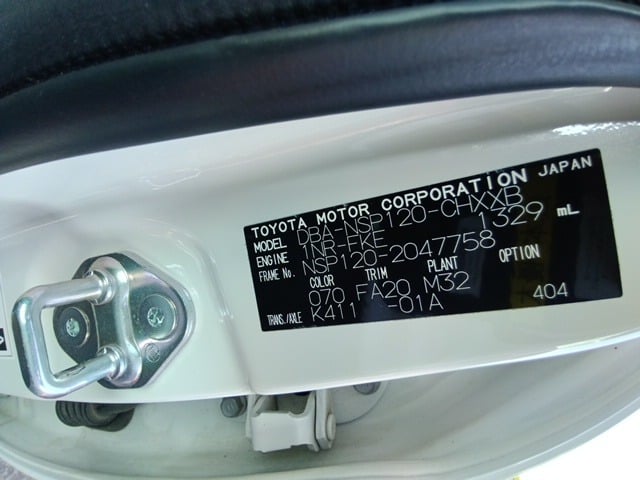 TOYOTA MOTOR CORPORATION JAPAN
MODEL DBA-NSP120-CHXXB
ENGINE 1NR-FKE 1329 mL
FRAME No. NSP120-2047758
COLOR TRIM PLANT OPTION
070 FA20 M32
TRANS./AXLE K411 -01A 404